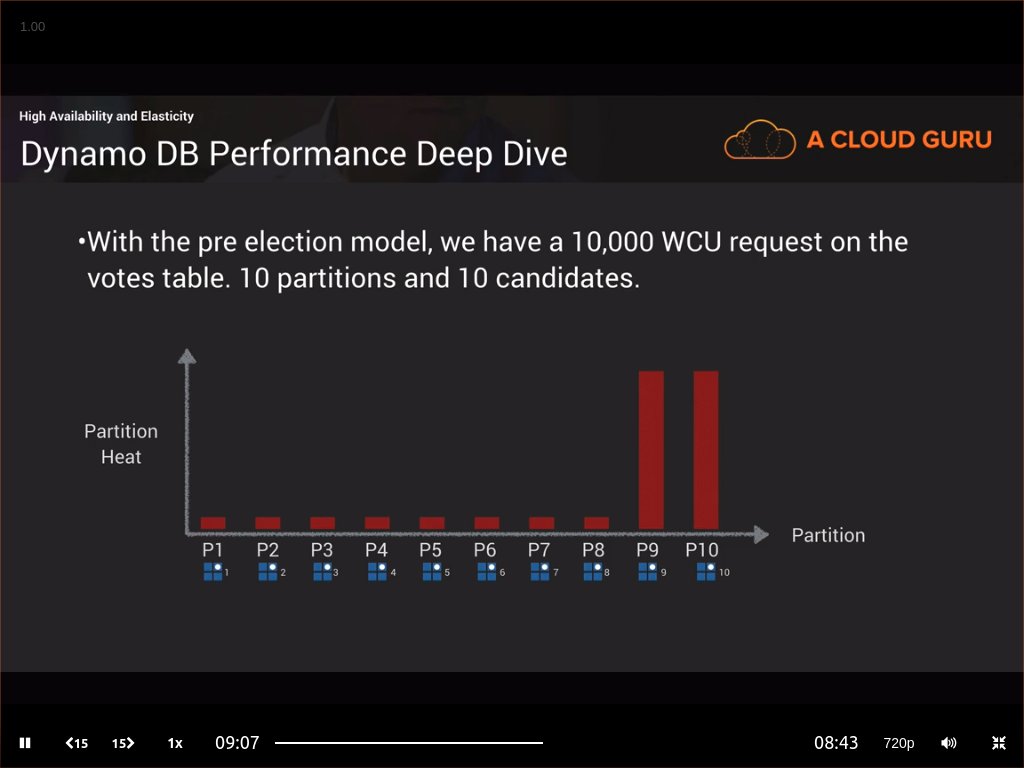 1.00
High Availability and Elasticity
Dynamo DB Performance Deep Dive
A CLOUD GURU
•With the pre election model, we have a 10,000 WCU request on the
votes table. 10 partitions and 10 candidates.
Partition
Heat
Partition
P1 P2 P3 P4 P5 P6 P7 P8 P9 P10
1 2 3 4 5 6 7 8 9 10
15 15 1x 09:07 08:43 720p